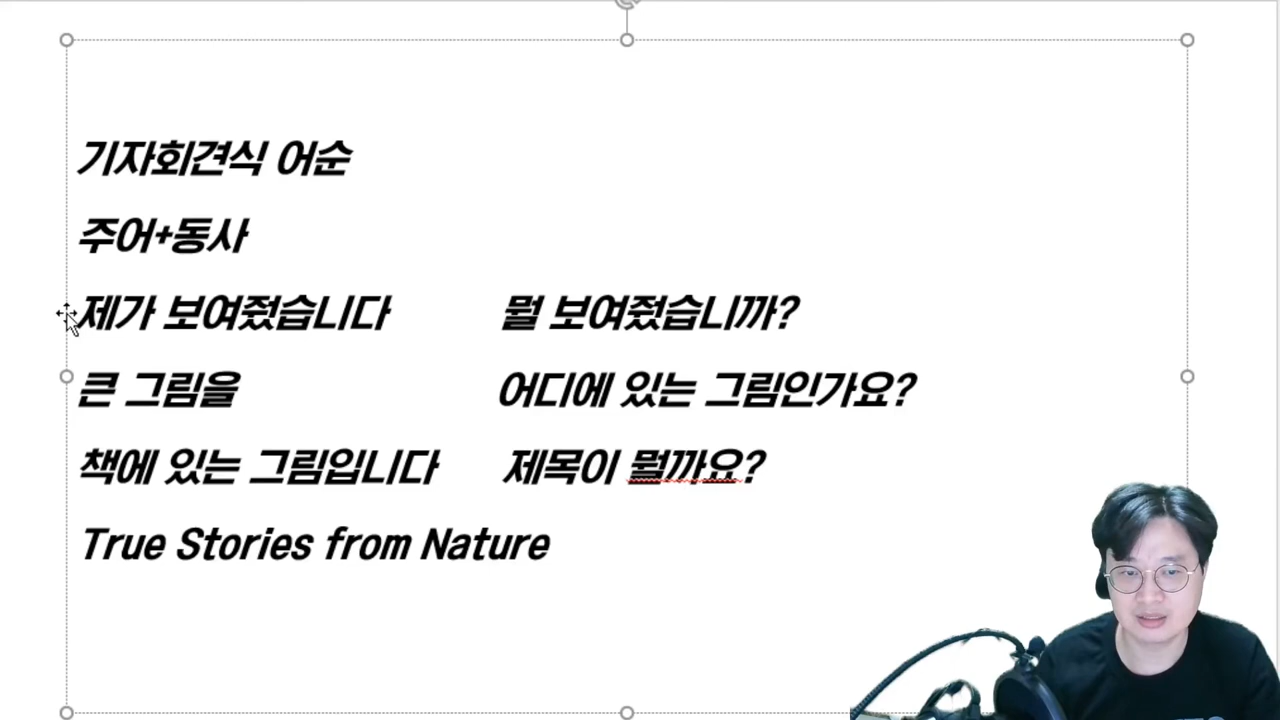 기자회견식 어순
주어+동사
제가 보여줬습니다 뭘 보여줬습니까?
큰 그림을 어디에 있는 그림인가요?
책에 있는 그림입니다 제목이 뭘까요?
True Stories from Nature